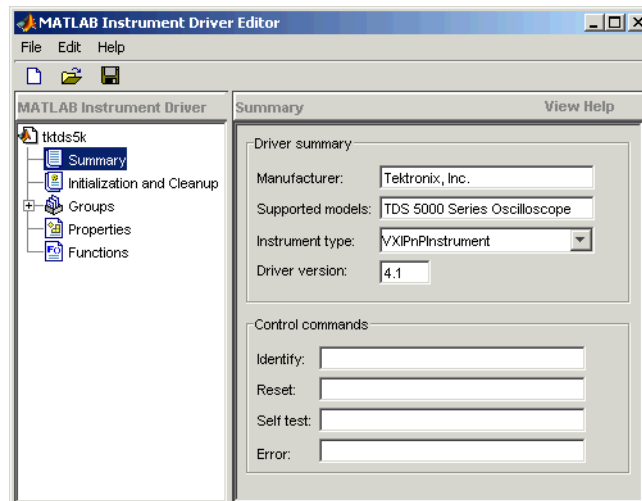 MATLAB Instrument Driver Editor
File Edit Help
MATLAB Instrument Driver
Summary View Help
tktds5k
Summary
Initialization and Cleanup
Groups
Properties
Functions
Driver summary
Manufacturer: Tektronix, Inc.
Supported models: TDS 5000 Series Oscilloscope
Instrument type: VXIPnPInstrument
Driver version: 4.1
Control commands
Identify:
Reset:
Self test:
Error: